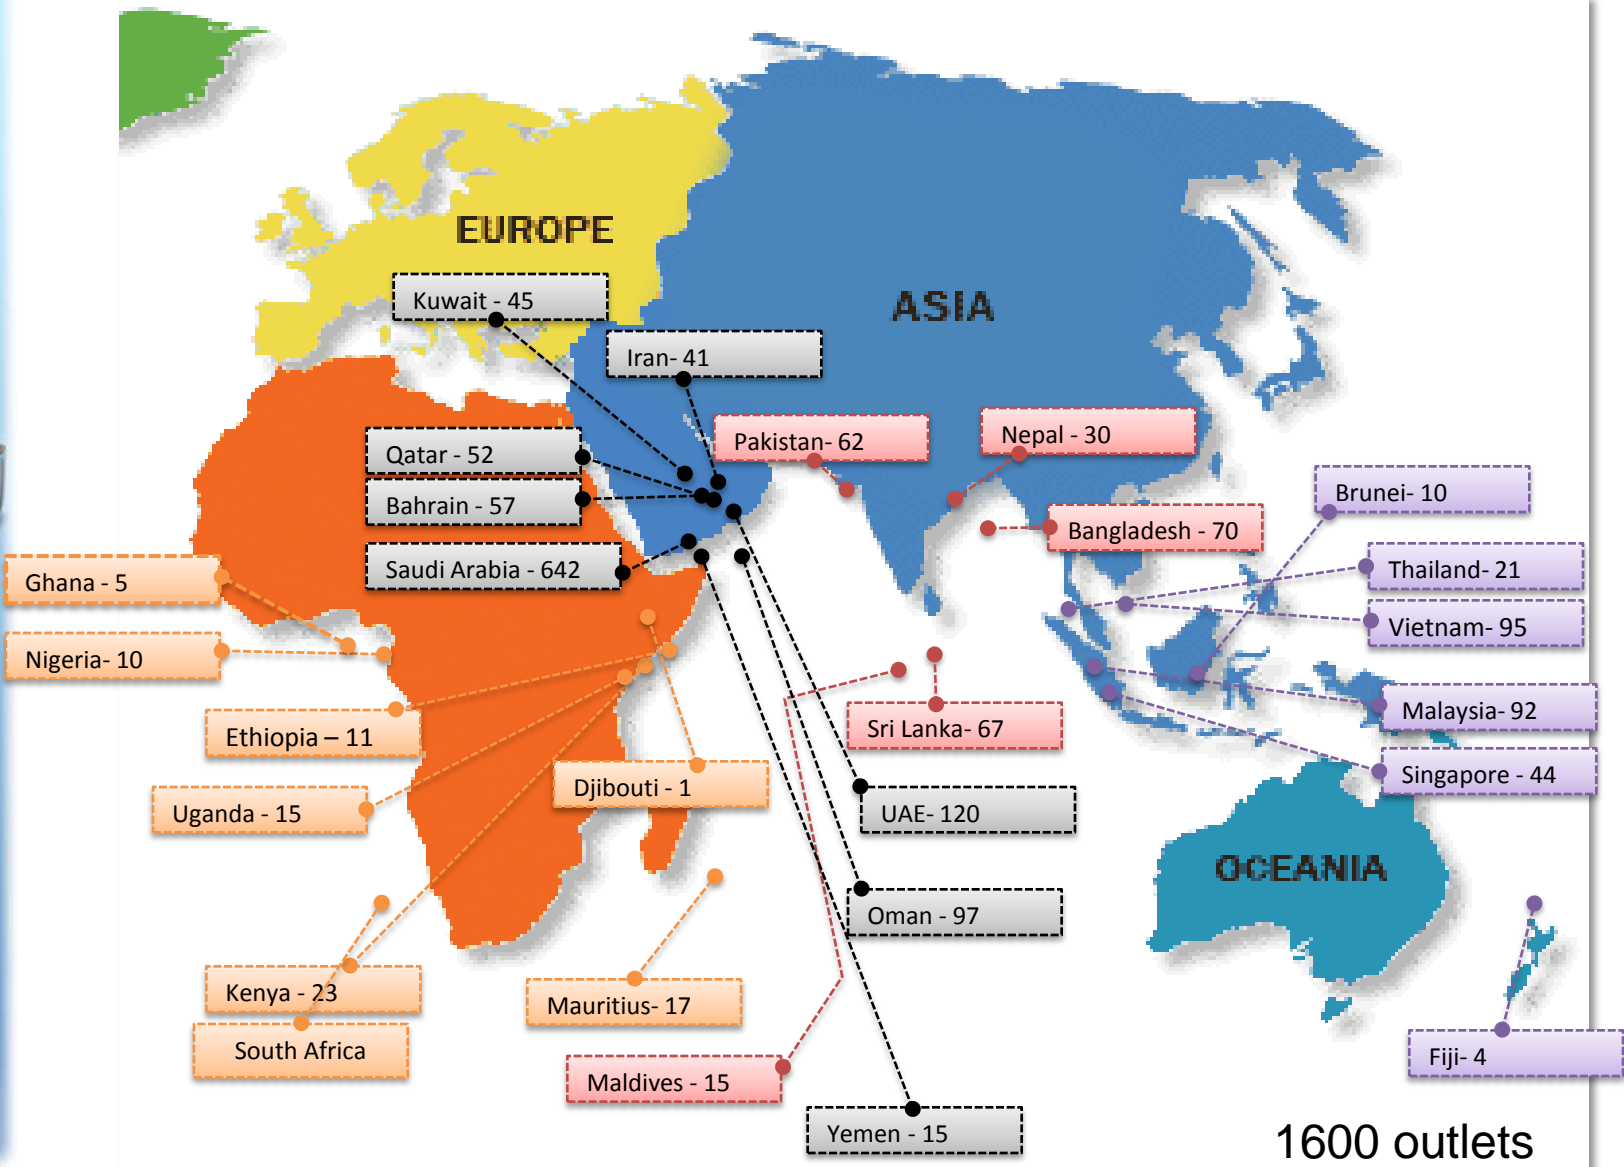 EUROPE
Kuwait - 45
ASIA
Iran- 41
Pakistan- 62
Nepal - 30
Qatar - 52
Bahrain - 57
Brunei- 10
Bangladesh - 70
Saudi Arabia - 642
Thailand- 21
Ghana - 5
Vietnam- 95
Nigeria- 10
Malaysia- 92
Ethiopia – 11
Sri Lanka- 67
Singapore - 44
Djibouti - 1
Uganda - 15
UAE- 120
OCEANIA
Oman - 97
Kenya - 23
Mauritius- 17
South Africa
Fiji- 4
Maldives - 15
Yemen - 15
1600 outlets